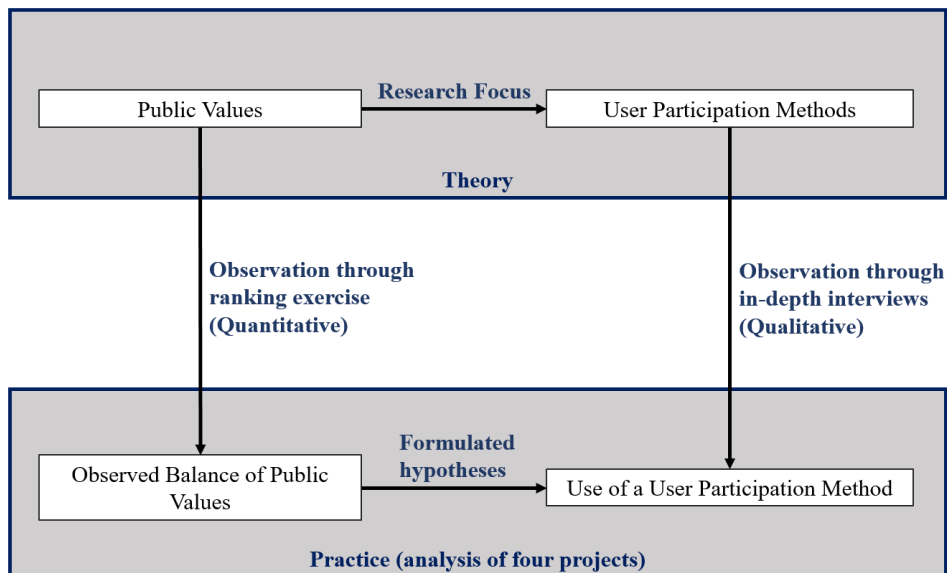 Research Focus
Public Values
User Participation Methods
Theory
Observation through
ranking exercise
(Quantitative)
Observation through
in-depth interviews
(Qualitative)
Formulated
hypotheses
Observed Balance of Public
Values
Use of a User Participation Method
Practice (analysis of four projects)